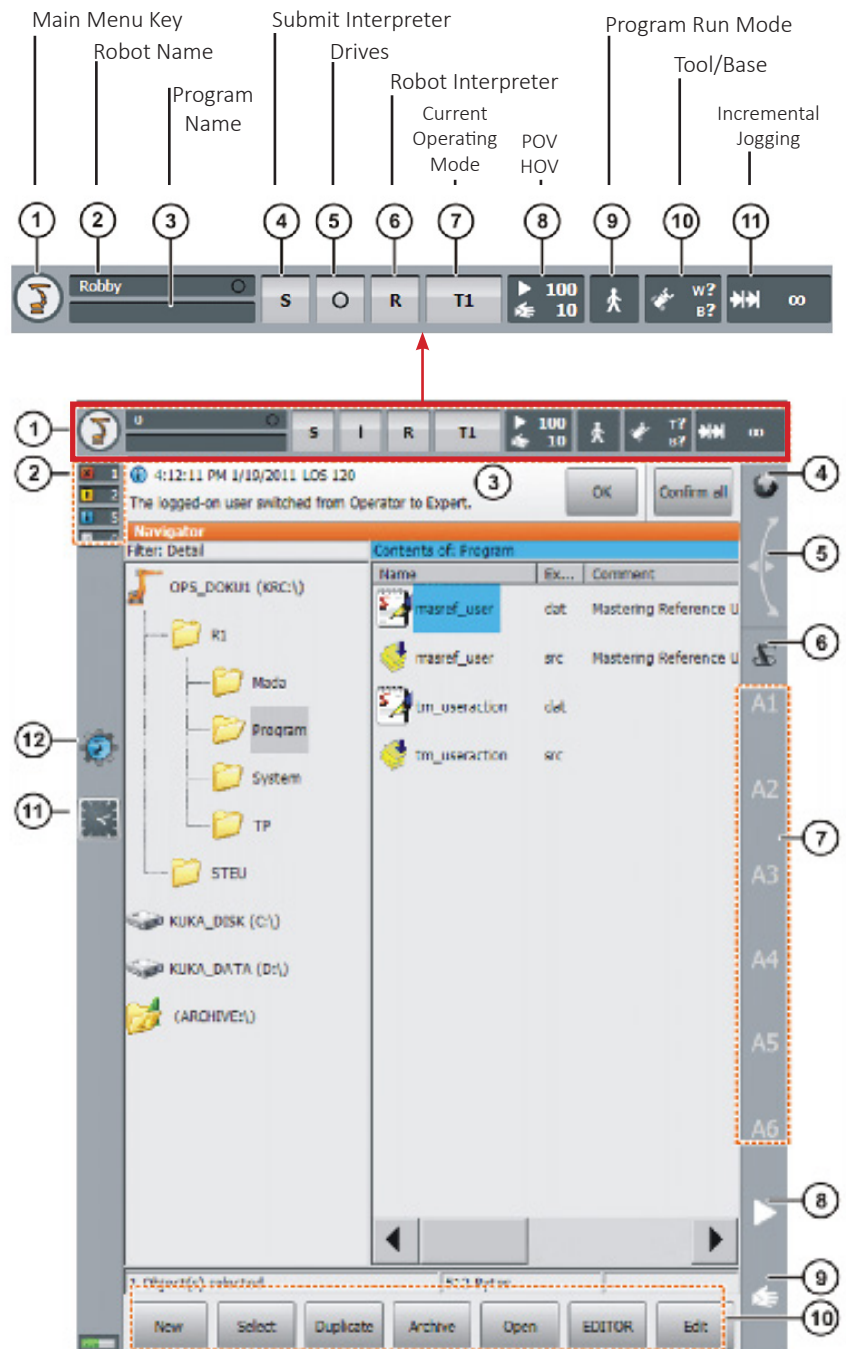 Main Menu Key
Submit Interpreter
Program Run Mode
Robot Name
Drives
Tool/Base
Robot Interpreter
Program
Name
Current
Operating
Mode
POV
HOV
Incremental
Jogging
1 2 3 4 5 6 7 8 9 10 11
Robby
S R T1 100 10 W? B? ∞
1
S I R T1 100 10 T? B? ∞
2
1
2
5
4:12:11 PM 1/19/2011 LOS 120
The logged-on user switched from Operator to Expert.
3
OK
Confirm all
4
Navigator
Filter: Detail
Contents of: Program
Name Ex... Comment
5
OPS_DOKU1 (KRC:\)
masref_user dat Mastering Reference U
R1
masref_user src Mastering Reference U
6
Mada
tm_useraction dat
A1
Program
tm_useraction src
12
System
A2
11
TP
7
STEU
A3
KUKA_DISK (C:\)
KUKA_DATA (D:\)
A4
(ARCHIVE:\)
A5
A6
8
1 Object(s) selected
512 Bytes
9
New Select Duplicate Archive Open EDITOR Edit
10